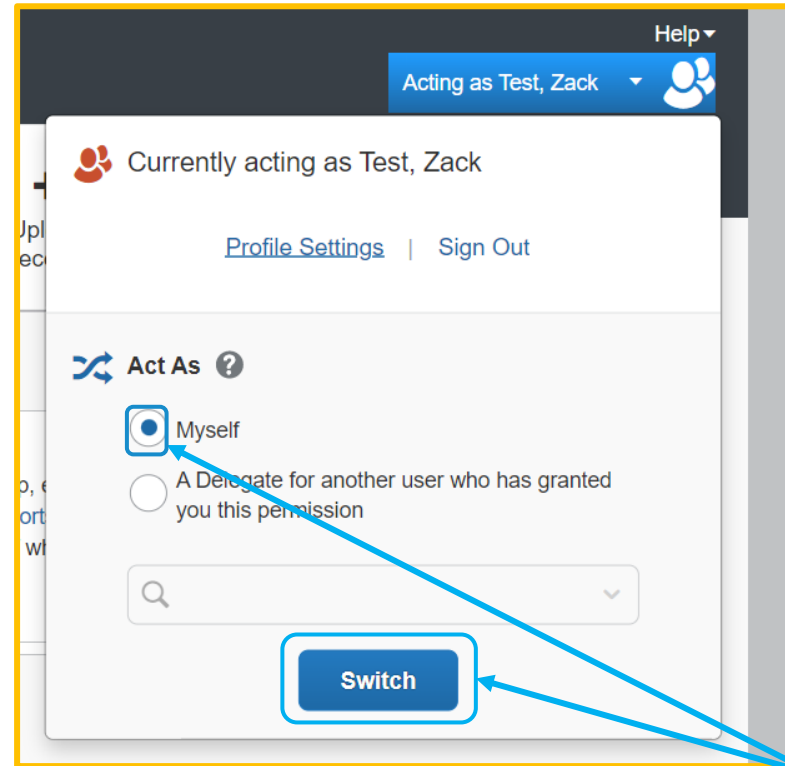 Help
Acting as Test, Zack
Currently acting as Test, Zack
Profile Settings | Sign Out
Act As ?
Myself
A Delegate for another user who has granted
you this permission
Switch